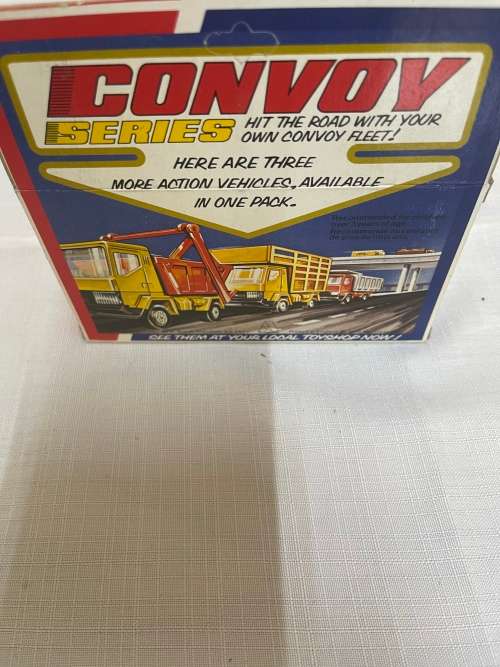 CONVOY
SERIES
HIT THE ROAD WITH YOUR
OWN CONVOY FLEET!
HERE ARE THREE
MORE ACTION VEHICLES, AVAILABLE
IN ONE PACK.
SEE THEM AT YOUR LOCAL TOYSHOP NOW!